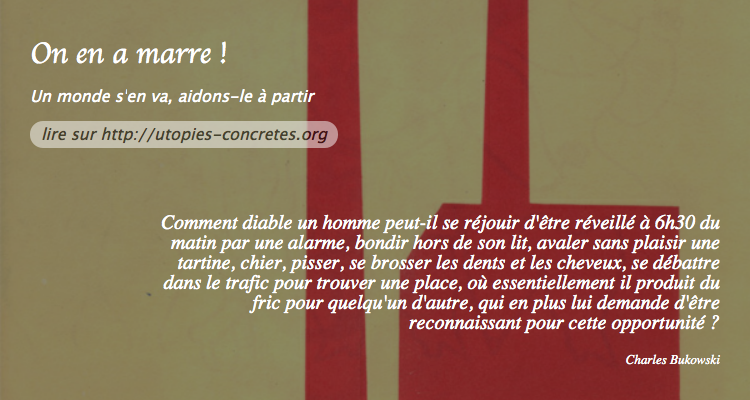 On en a marre !
Un monde s'en va, aidons-le à partir
lire sur http://utopies-concretes.org
Comment diable un homme peut-il se réjouir d'être réveillé à 6h30 du
matin par une alarme, bondir hors de son lit, avaler sans plaisir une
tartine, chier, pisser, se brosser les dents et les cheveux, se débattre
dans le trafic pour trouver une place, où essentiellement il produit du
fric pour quelqu'un d'autre, qui en plus lui demande d'être
reconnaissant pour cette opportunité ?
Charles Bukowski